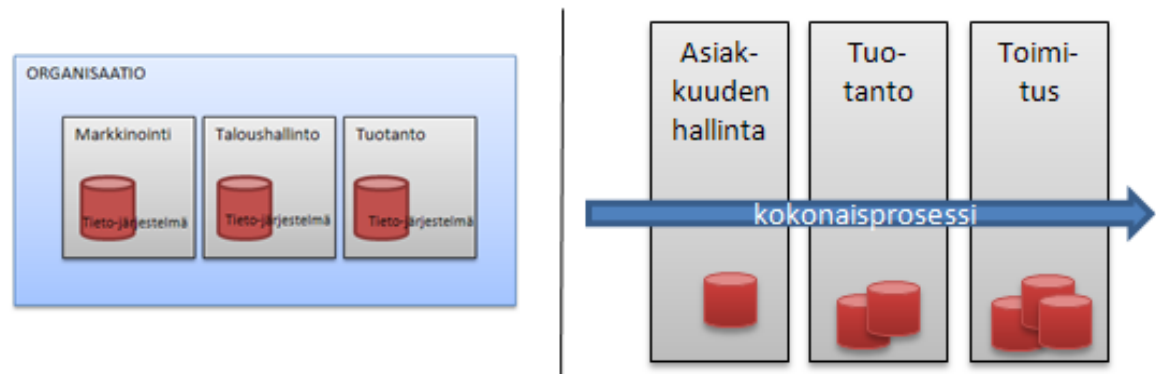 ORGANISAATIO
Markkinointi
Tieto-järjestelmä
Taloushallinto
Tieto-järjestelmä
Tuotanto
Tieto-järjestelmä
Asiak-
kuuden
hallinta
Tuo-
tanto
Toimi-
tus
kokonaisprosessi